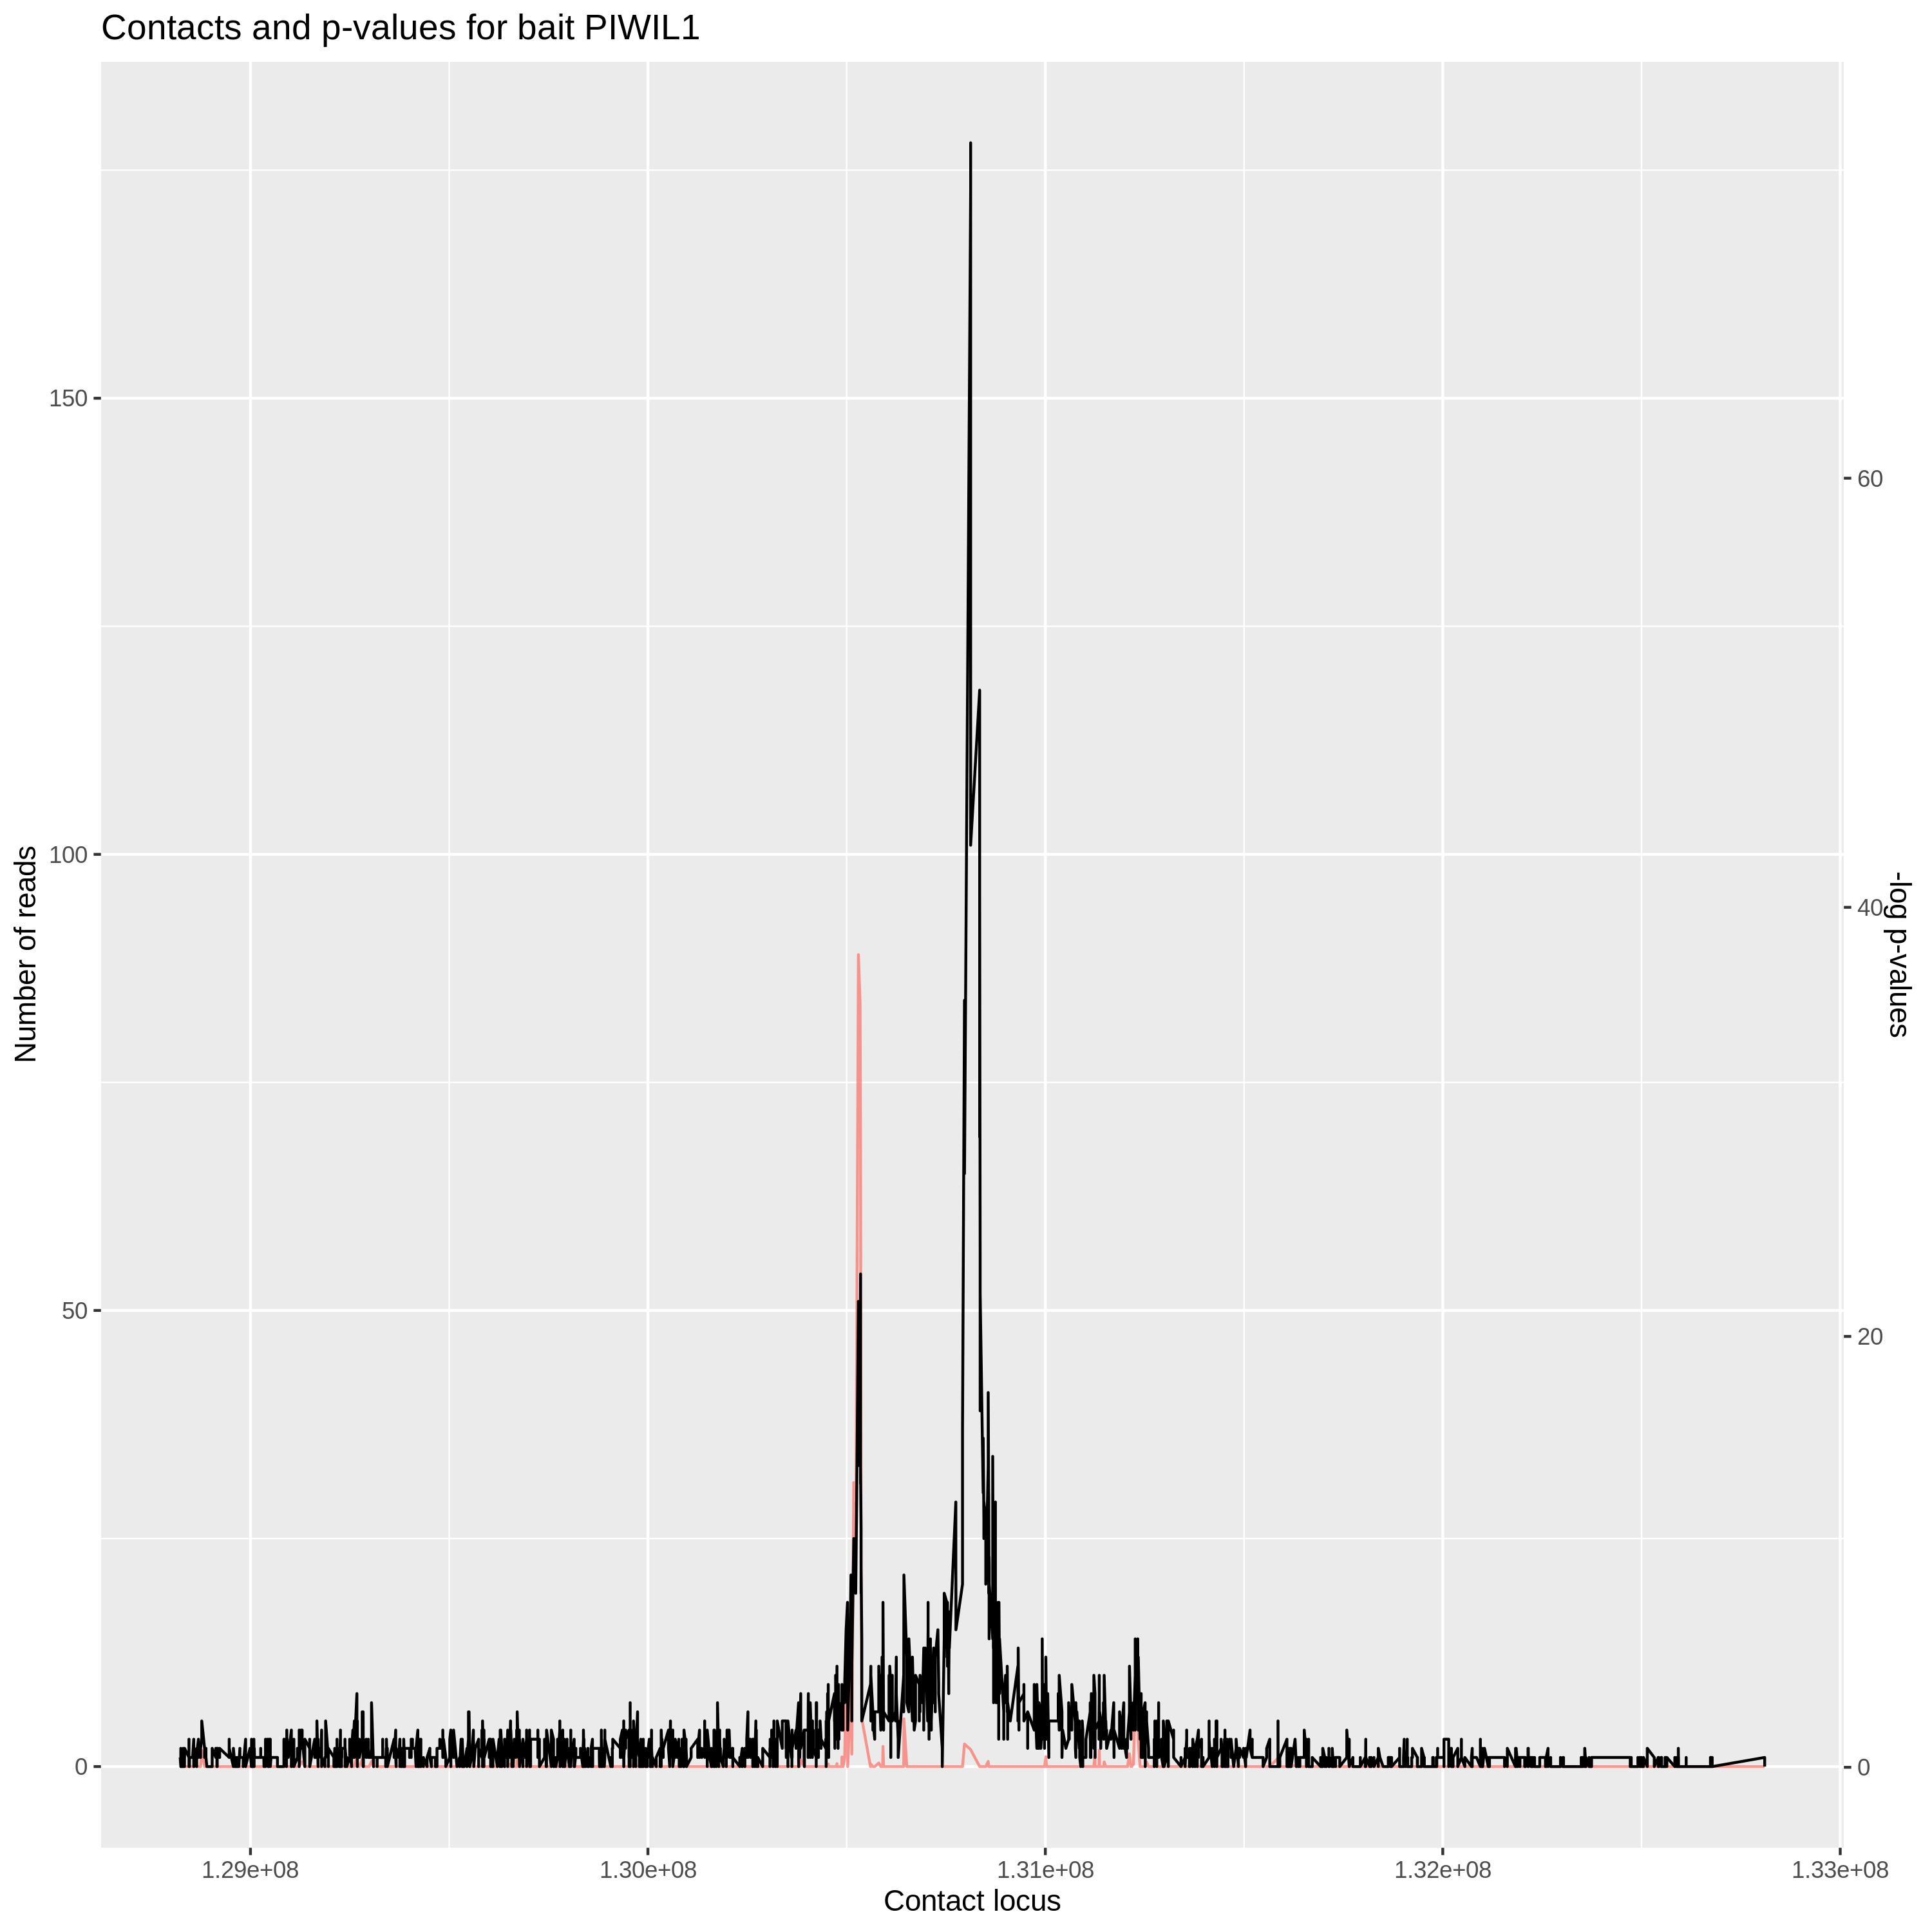 Contacts and p-values for bait PIWIL1
150
100
50
0
Number of reads
60
40
20
0
-log p-values
1.29e+08
1.30e+08
1.31e+08
1.32e+08
1.33e+08
Contact locus